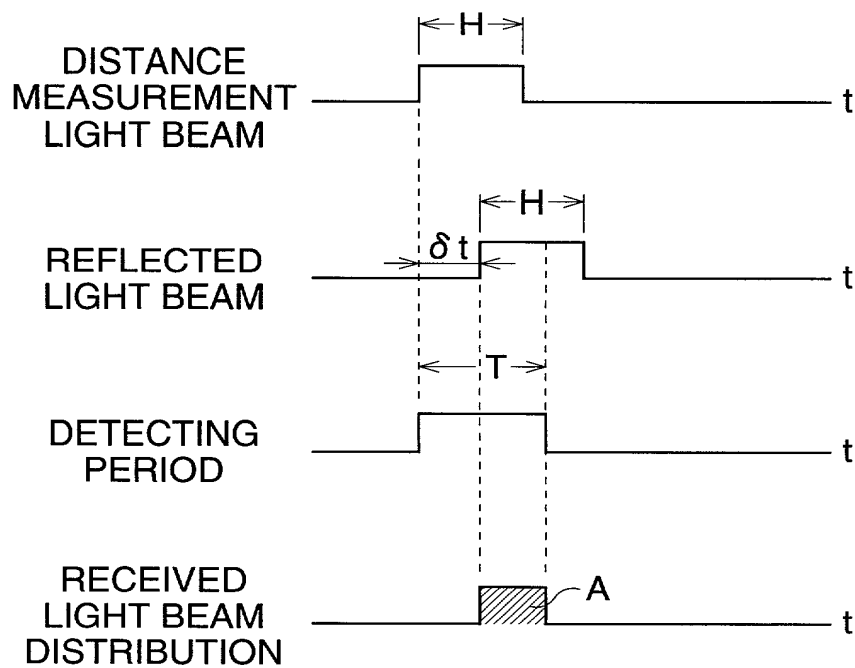 H
DISTANCE
MEASUREMENT
LIGHT BEAM
t
H
δt
REFLECTED
LIGHT BEAM
t
T
DETECTING
PERIOD
t
RECEIVED
LIGHT BEAM
DISTRIBUTION
A
t